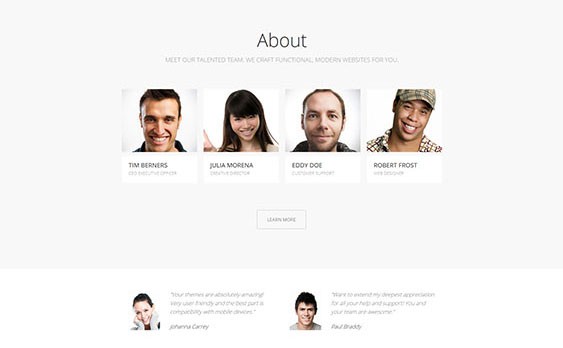 About
MEET OUR TALENTED TEAM. WE CRAFT FUNCTIONAL, MODERN WEBSITES FOR YOU.
TIM BERNERS
CEO/ EXECUTIVE OFFICER
JULIA MORENA
CREATIVE DIRECTOR
EDDY DOE
CUSTOMER SUPPORT
ROBERT FROST
WEB DESIGNER
LEARN MORE
"Your themes are absolutely amazing!
Very user friendly and the best part is
compatibility with mobile devices."
Johanna Carrey
"Want to extend my deepest appreciation
for all your help and support! You and
your team are awesome."
Paul Braddy